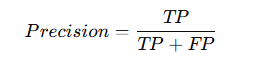 Precision = TP / (TP + FP)